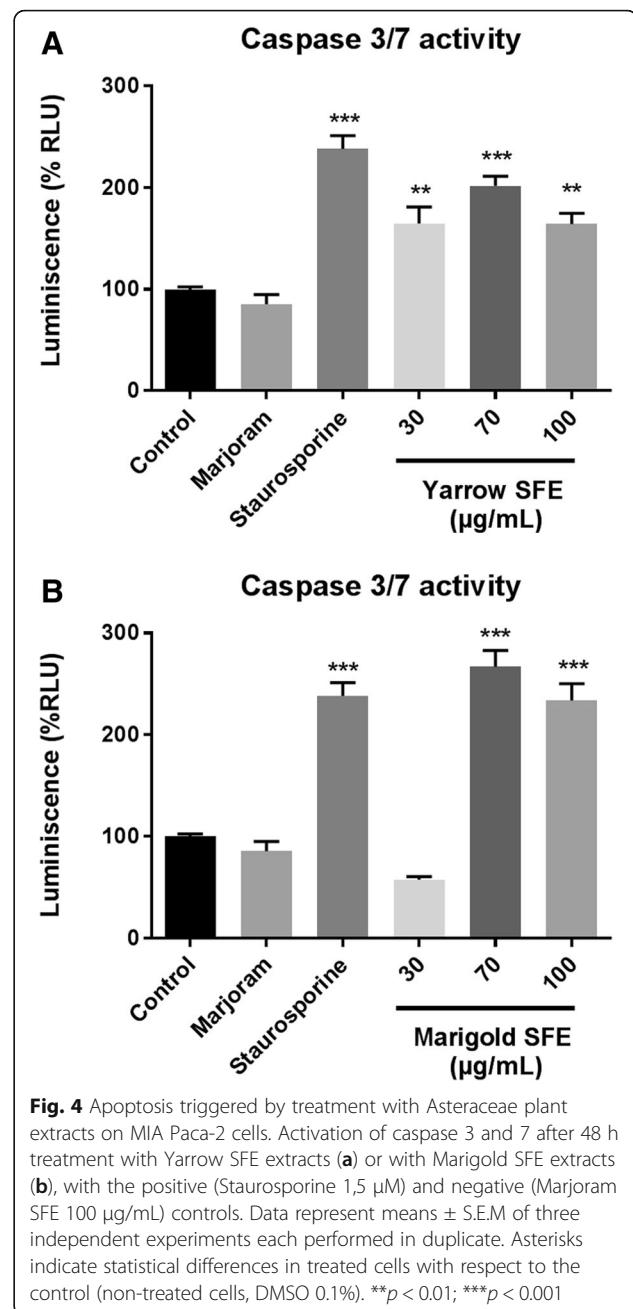 A
Caspase 3/7 activity
Luminiscence (% RLU)
300
200
100
0
***
**
***
**
Control
Marjoram
Staurosporine
30
70
100
Yarrow SFE
(µg/mL)
B
Caspase 3/7 activity
Luminiscence (%RLU)
300
200
100
0
***
***
***
Control
Marjoram
Staurosporine
30
70
100
Marigold SFE
(µg/mL)
Fig. 4 Apoptosis triggered by treatment with Asteraceae plant
extracts on MIA Paca-2 cells. Activation of caspase 3 and 7 after 48 h
treatment with Yarrow SFE extracts (a) or with Marigold SFE extracts
(b), with the positive (Staurosporine 1,5 µM) and negative (Marjoram
SFE 100 µg/mL) controls. Data represent means ± S.E.M of three
independent experiments each performed in duplicate. Asterisks
indicate statistical differences in treated cells with respect to the
control (non-treated cells, DMSO 0.1%). **p < 0.01; ***p < 0.001